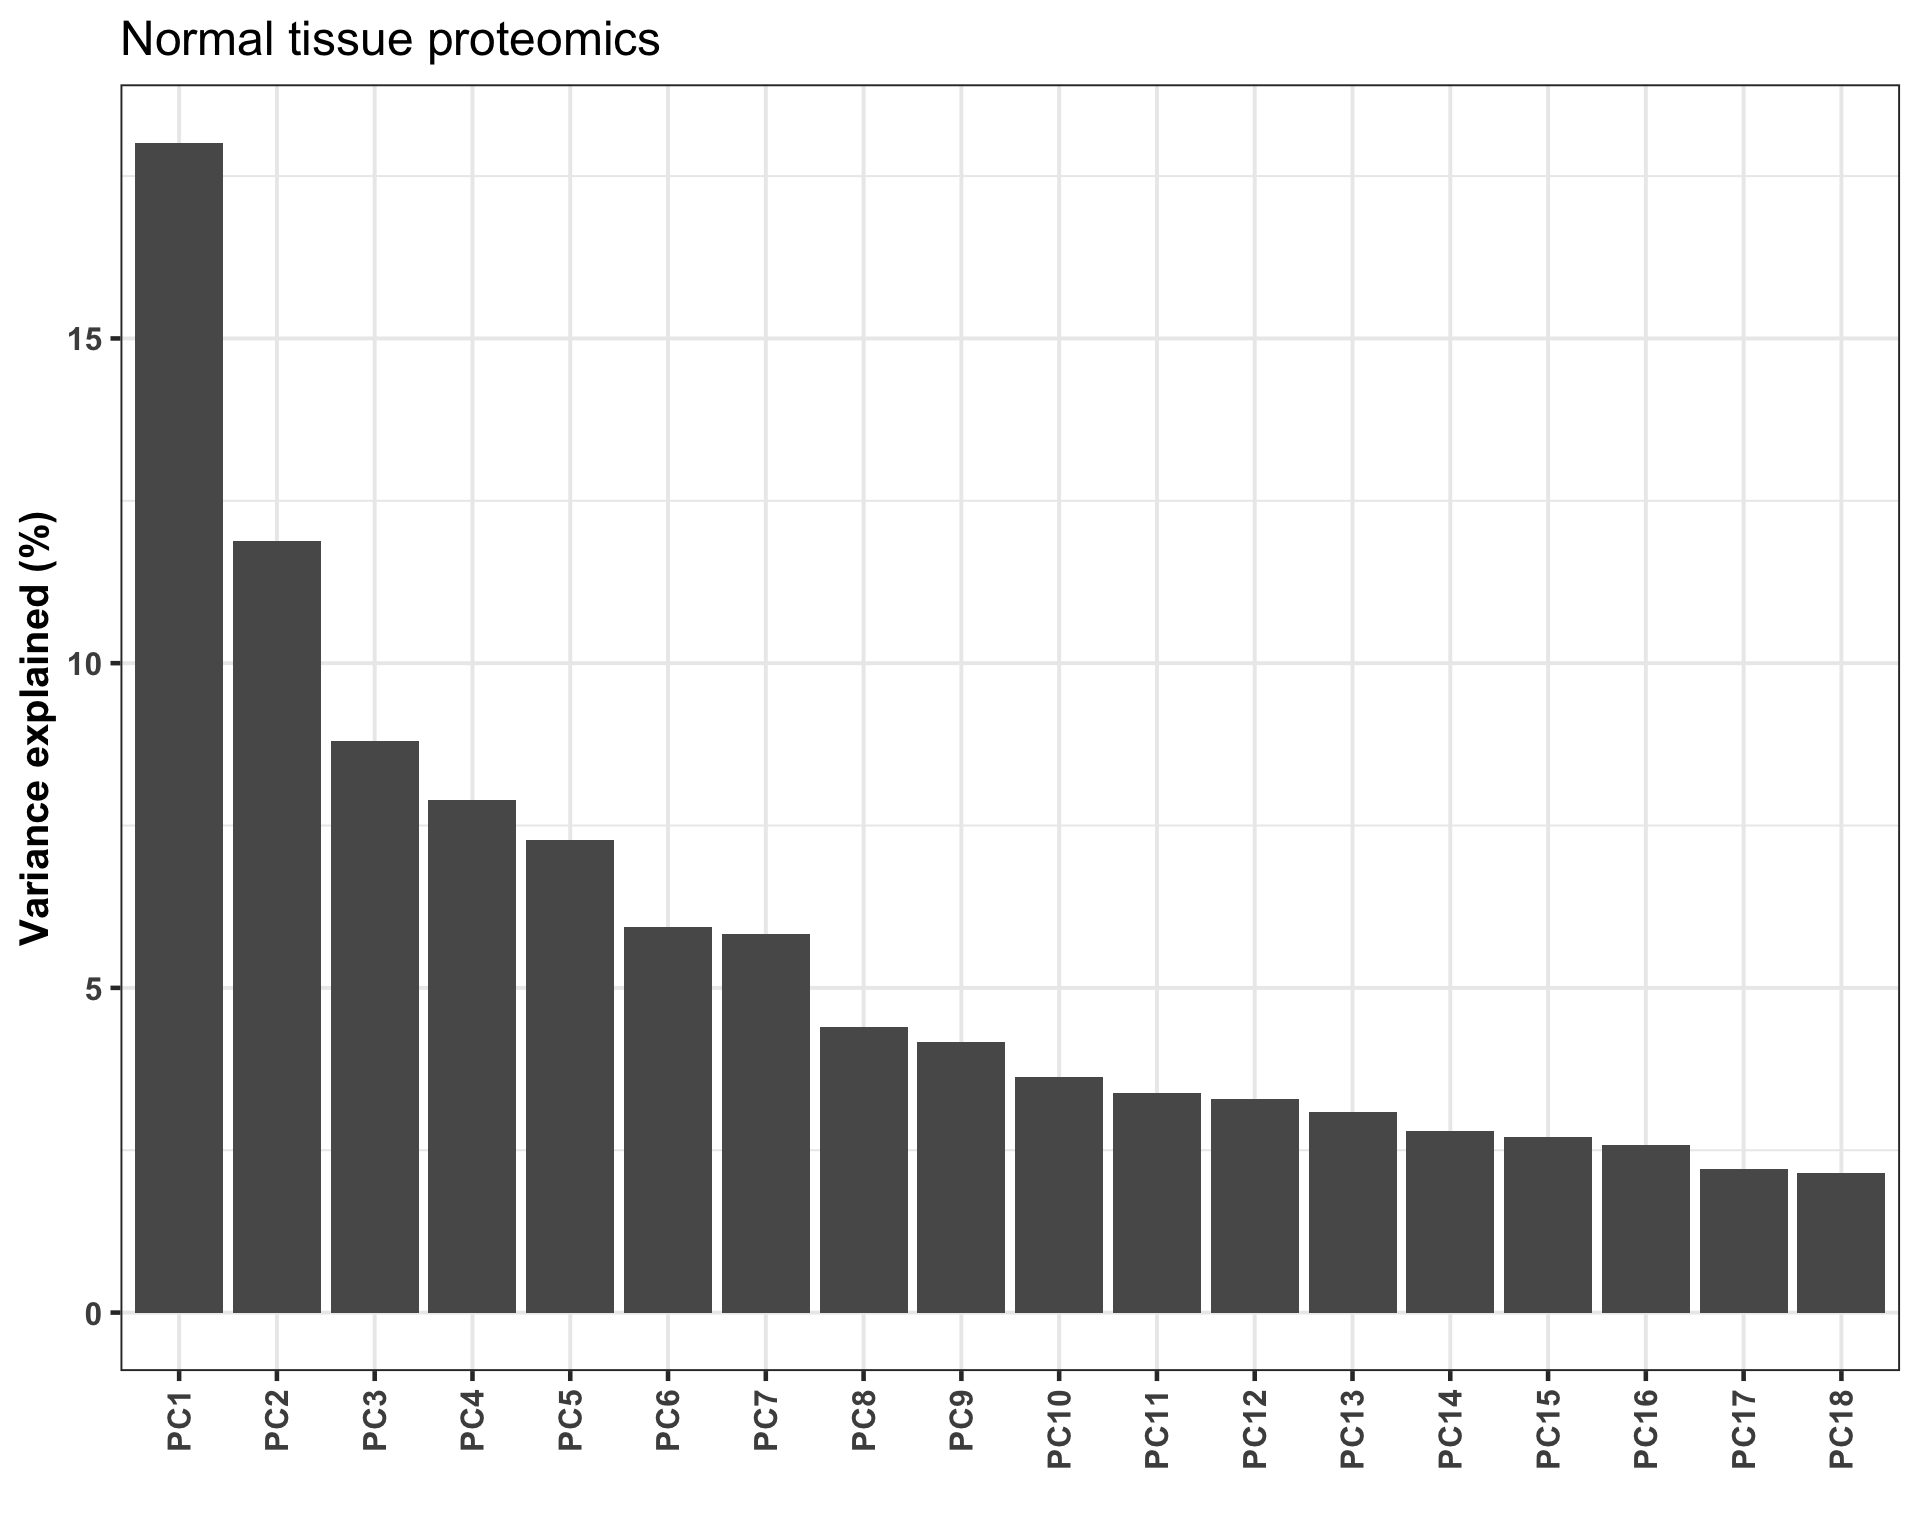 Normal tissue proteomics
Variance explained (%)
15
10
5
0
PC1
PC2
PC3
PC4
PC5
PC6
PC7
PC8
PC9
PC10
PC11
PC12
PC13
PC14
PC15
PC16
PC17
PC18